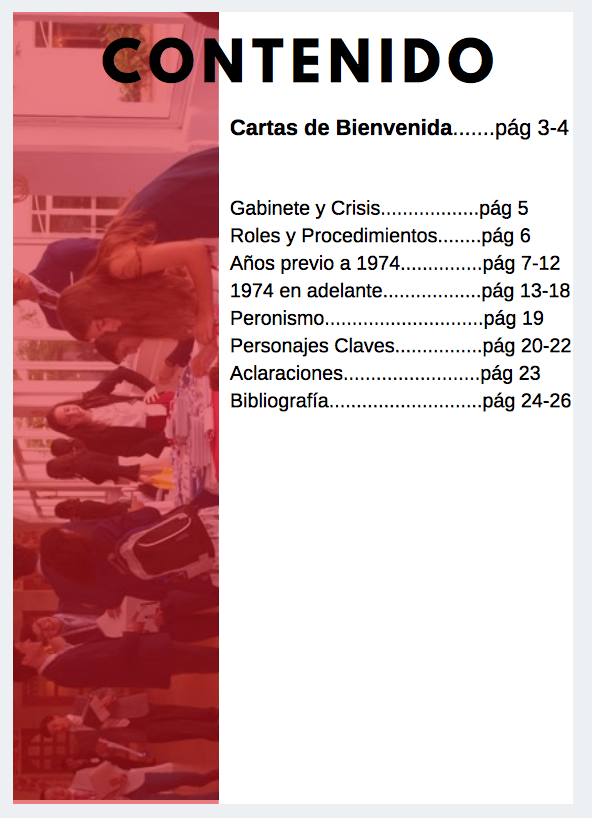 CONTENIDO
Cartas de Bienvenida.......pág 3-4
Gabinete y Crisis..................pág 5
Roles y Procedimientos........pág 6
Años previo a 1974...............pág 7-12
1974 en adelante..................pág 13-18
Peronismo.............................pág 19
Personajes Claves................pág 20-22
Aclaraciones.........................pág 23
Bibliografía............................pág 24-26